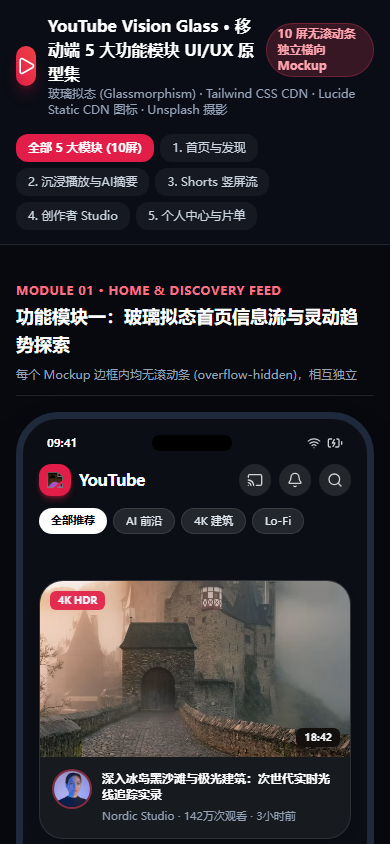 YouTube Vision Glass • 移
动端 5 大功能模块 UI/UX 原
型集
玻璃拟态 (Glassmorphism) · Tailwind CSS CDN · Lucide
Static CDN 图标 · Unsplash 摄影
10 屏无滚动条
独立横向
Mockup
全部 5 大模块 (10屏)
1. 首页与发现
2. 沉浸播放与AI摘要
3. Shorts 竖屏流
4. 创作者 Studio
5. 个人中心与片单
MODULE 01 • HOME & DISCOVERY FEED
功能模块一：玻璃拟态首页信息流与灵动趋
势探索
每个 Mockup 边框内均无滚动条 (overflow-hidden)，相互独立
09:41
YouTube
全部推荐
AI 前沿
4K 建筑
Lo-Fi
4K HDR
18:42
深入冰岛黑沙滩与极光建筑：次世代实时光
线追踪实录
Nordic Studio · 142万次观看 · 3小时前